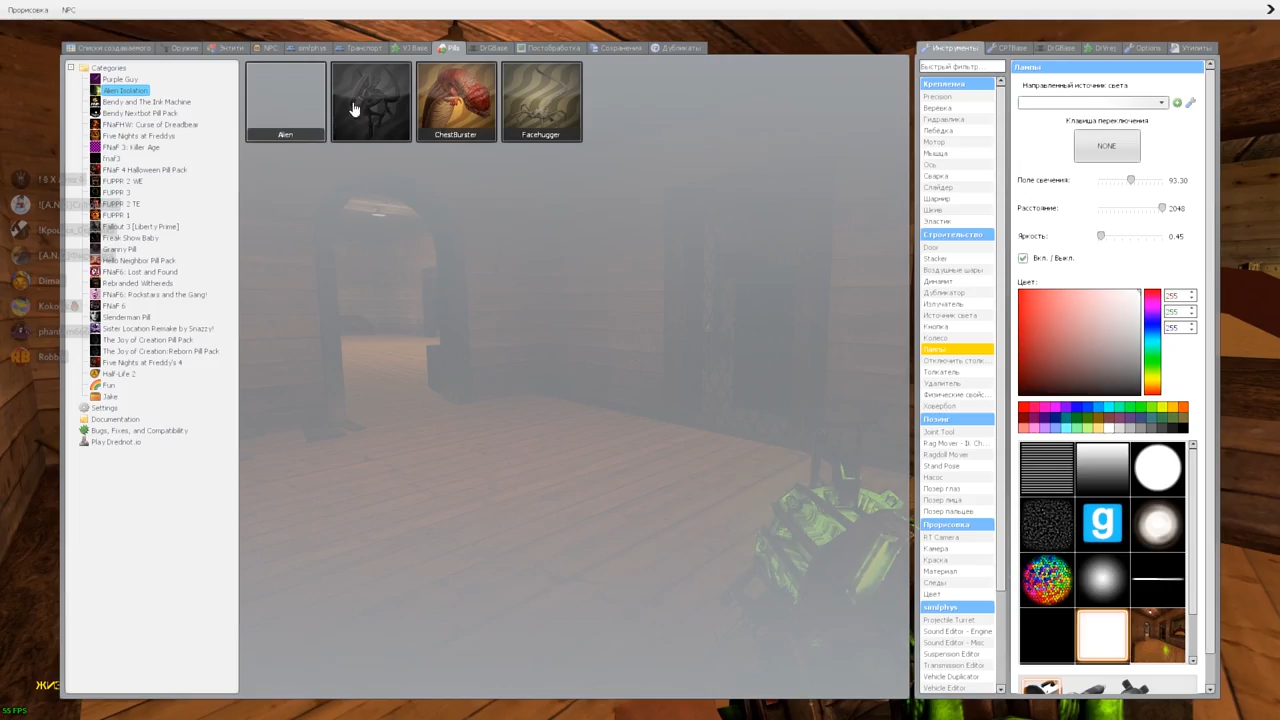 Прорисовка NPC
Списки создаваемого Оружие Энтити NPC simfphys Транспорт VJ Base Pills DrGBase Постобработка Сохранения Дубликаты
Categories
Purple Guy
Alien Isolation
Bendy and The Ink Machine
Bendy Nextbot Pill Pack
FNaFHW: Curse of Dreadbear
Five Nights at Freddys
FNaF 3: Killer Age
fnaf3
FNaF 4 Halloween Pill Pack
FUPPR 2 WE
FUPPR 3
FUPPR 2 TE
FUPPR 1
Fallout 3 [Liberty Prime]
Freak Show Baby
Granny Pill
Hello Neighbor Pill Pack
FNaF6: Lost and Found
Rebranded Withereds
FNaF6: Rockstars and the Gang!
FNaF 6
Slenderman Pill
Sister Location Remake by Snazzy!
The Joy of Creation Pill Pack
The Joy of Creation:Reborn Pill Pack
Five Nights at Freddy's 4
Half-Life 2
Fun
Jake
Settings
Documentation
Bugs, Fixes, and Compatibility
Play Drednot.io
Alien
ChestBurster
Facehugger
Dima
55 FPS
Инструменты CPTBase DrGBase DrVrej Options Утилиты
Быстрый фильтр...
Крепления
Precision
Верёвка
Гидравлика
Лебёдка
Мотор
Мышца
Ось
Сварка
Слайдер
Шарнир
Шкив
Эластик
Строительство
Door
Stacker
Воздушные шары
Динамит
Дубликатор
Излучатель
Источник света
Кнопка
Колесо
Лампы
Отключить столк...
Толкатель
Удалитель
Физические свойс...
Ховербол
Позинг
Joint Tool
Rag Mover - IK Ch...
Ragdoll Mover
Stand Pose
Насос
Позер глаз
Позер лица
Позер пальцев
Прорисовка
RT Camera
Камера
Краска
Материал
Следы
Цвет
simfphys
Projectile Turret
Sound Editor - Engine
Sound Editor - Misc
Suspension Editor
Transmission Editor
Vehicle Duplicator
Vehicle Editor
Лампы
Направленный источник света
Клавиша переключения
NONE
Поле свечения: 93.30
Расстояние: 2048
Яркость: 0.45
Вкл. / Выкл.
Цвет:
255
255
255
g